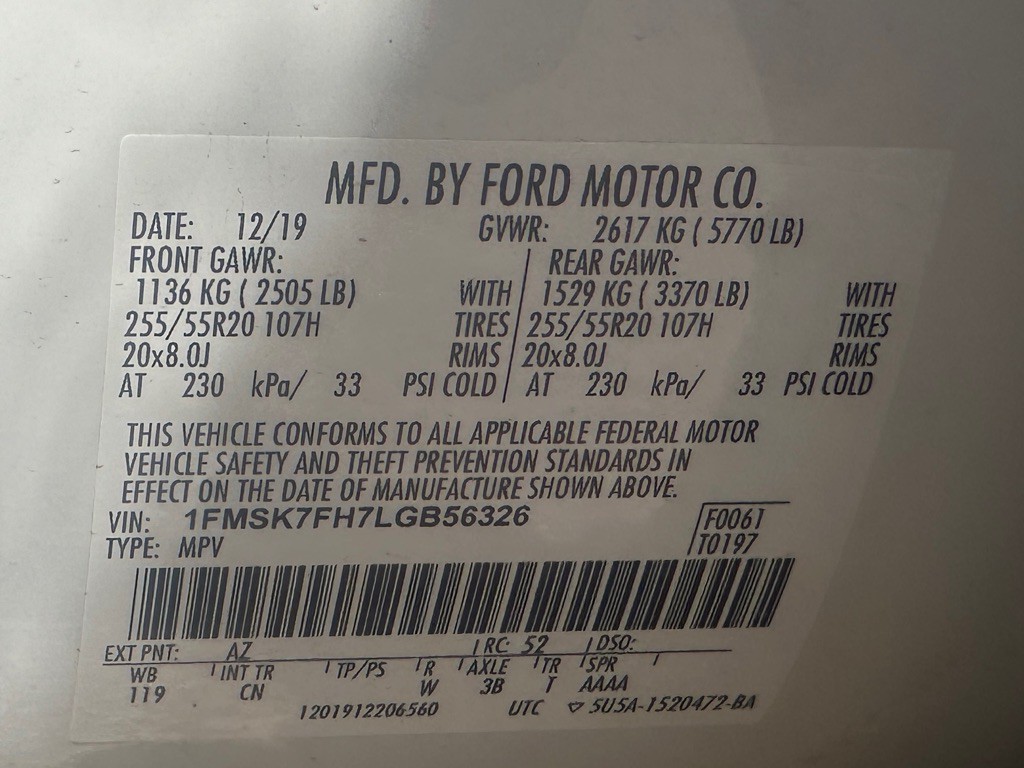 MFD. BY FORD MOTOR CO.
DATE: 12/19 GVWR: 2617 KG ( 5770 LB)
FRONT GAWR: REAR GAWR:
1136 KG ( 2505 LB) WITH 1529 KG ( 3370 LB) WITH
255/55R20 107H TIRES 255/55R20 107H TIRES
20x8.0J RIMS 20x8.0J RIMS
AT 230 kPa/ 33 PSI COLD AT 230 kPa/ 33 PSI COLD
THIS VEHICLE CONFORMS TO ALL APPLICABLE FEDERAL MOTOR
VEHICLE SAFETY AND THEFT PREVENTION STANDARDS IN
EFFECT ON THE DATE OF MANUFACTURE SHOWN ABOVE.
VIN: 1FMSK7FH7LGB56326 F0061
TYPE: MPV T0197
EXT PNT: AZ RC: 52 DSO:
WB INT TR TP/PS R AXLE TR SPR
119 CN W 3B T AAAA
1201912206560 UTC ▽ 5U5A-1520472-BA